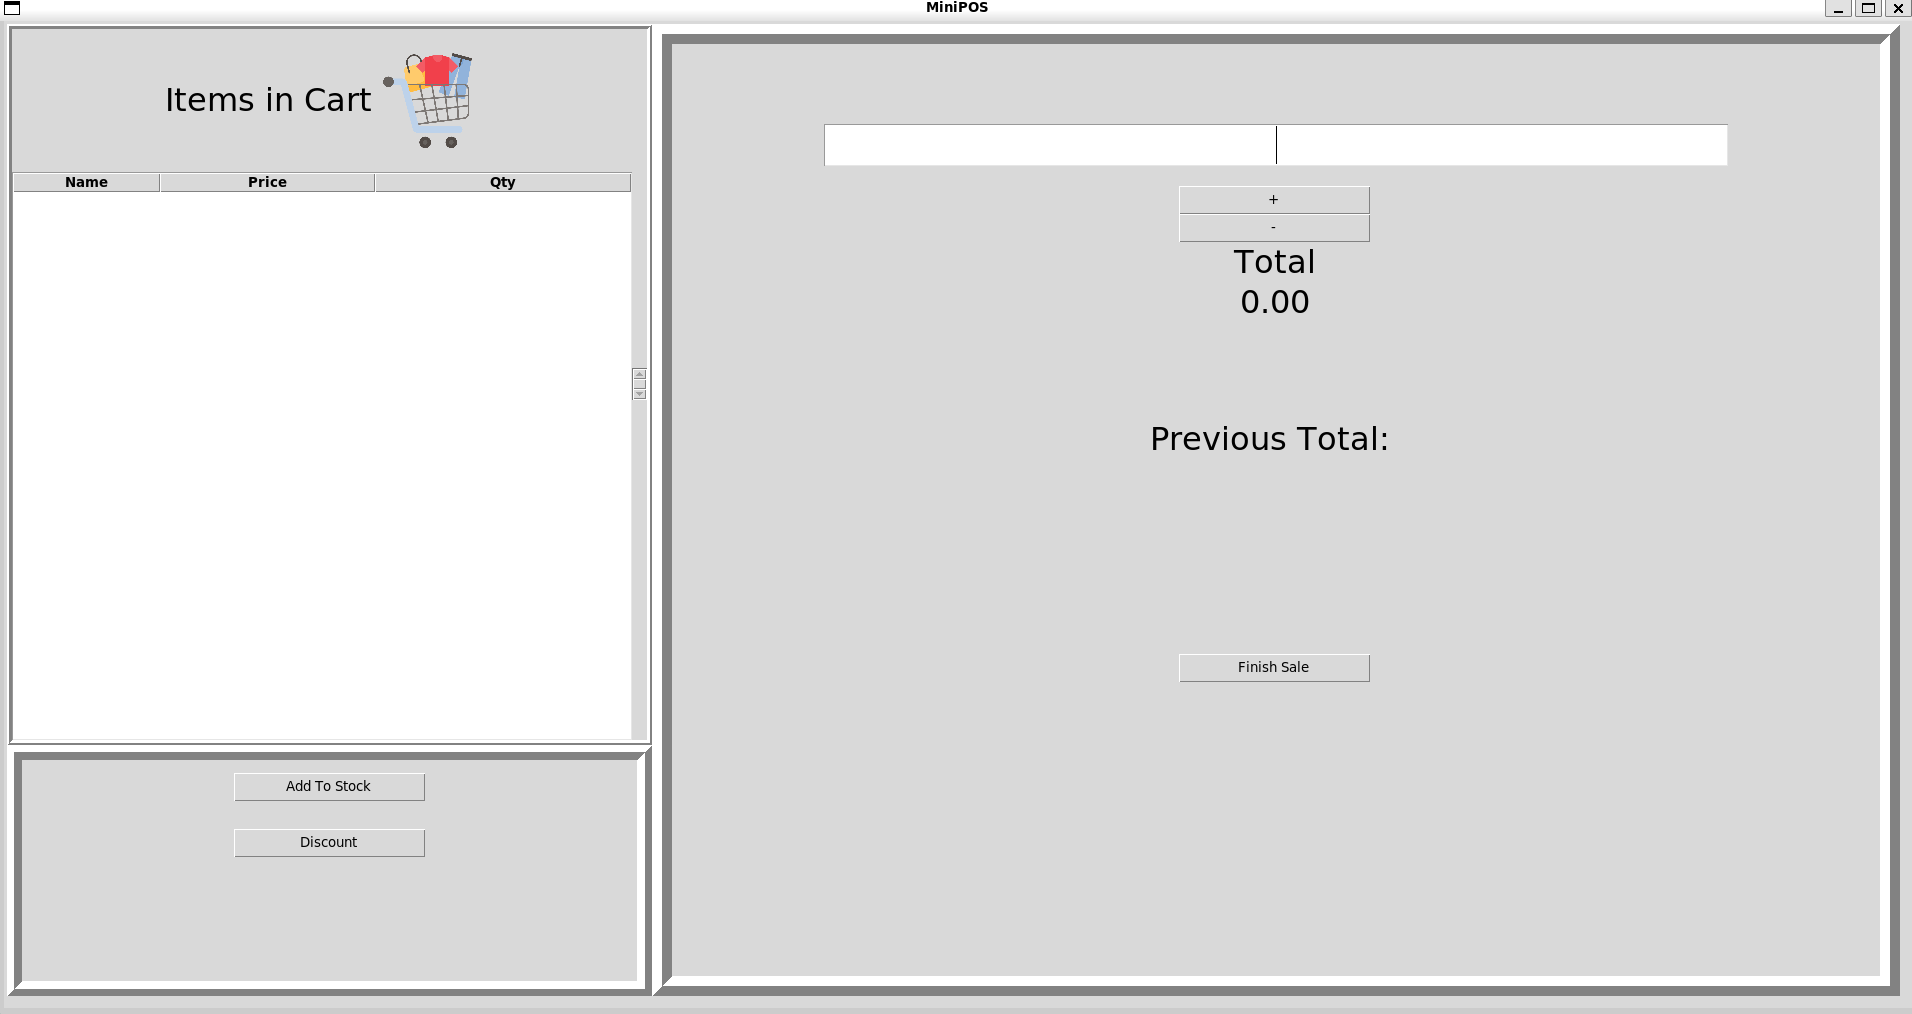 MiniPOS
Items in Cart
Name Price Qty
+
-
Total
0.00
Previous Total:
Finish Sale
Add To Stock
Discount